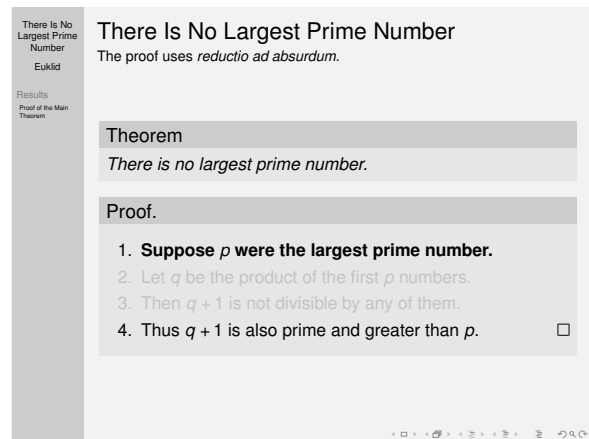 There Is No
Largest Prime
Number
Euklid
Results
Proof of the Main
Theorem
There Is No Largest Prime Number
The proof uses reductio ad absurdum.
Theorem
There is no largest prime number.
Proof.
1. Suppose p were the largest prime number.
2. Let q be the product of the first p numbers.
3. Then q + 1 is not divisible by any of them.
4. Thus q + 1 is also prime and greater than p. □